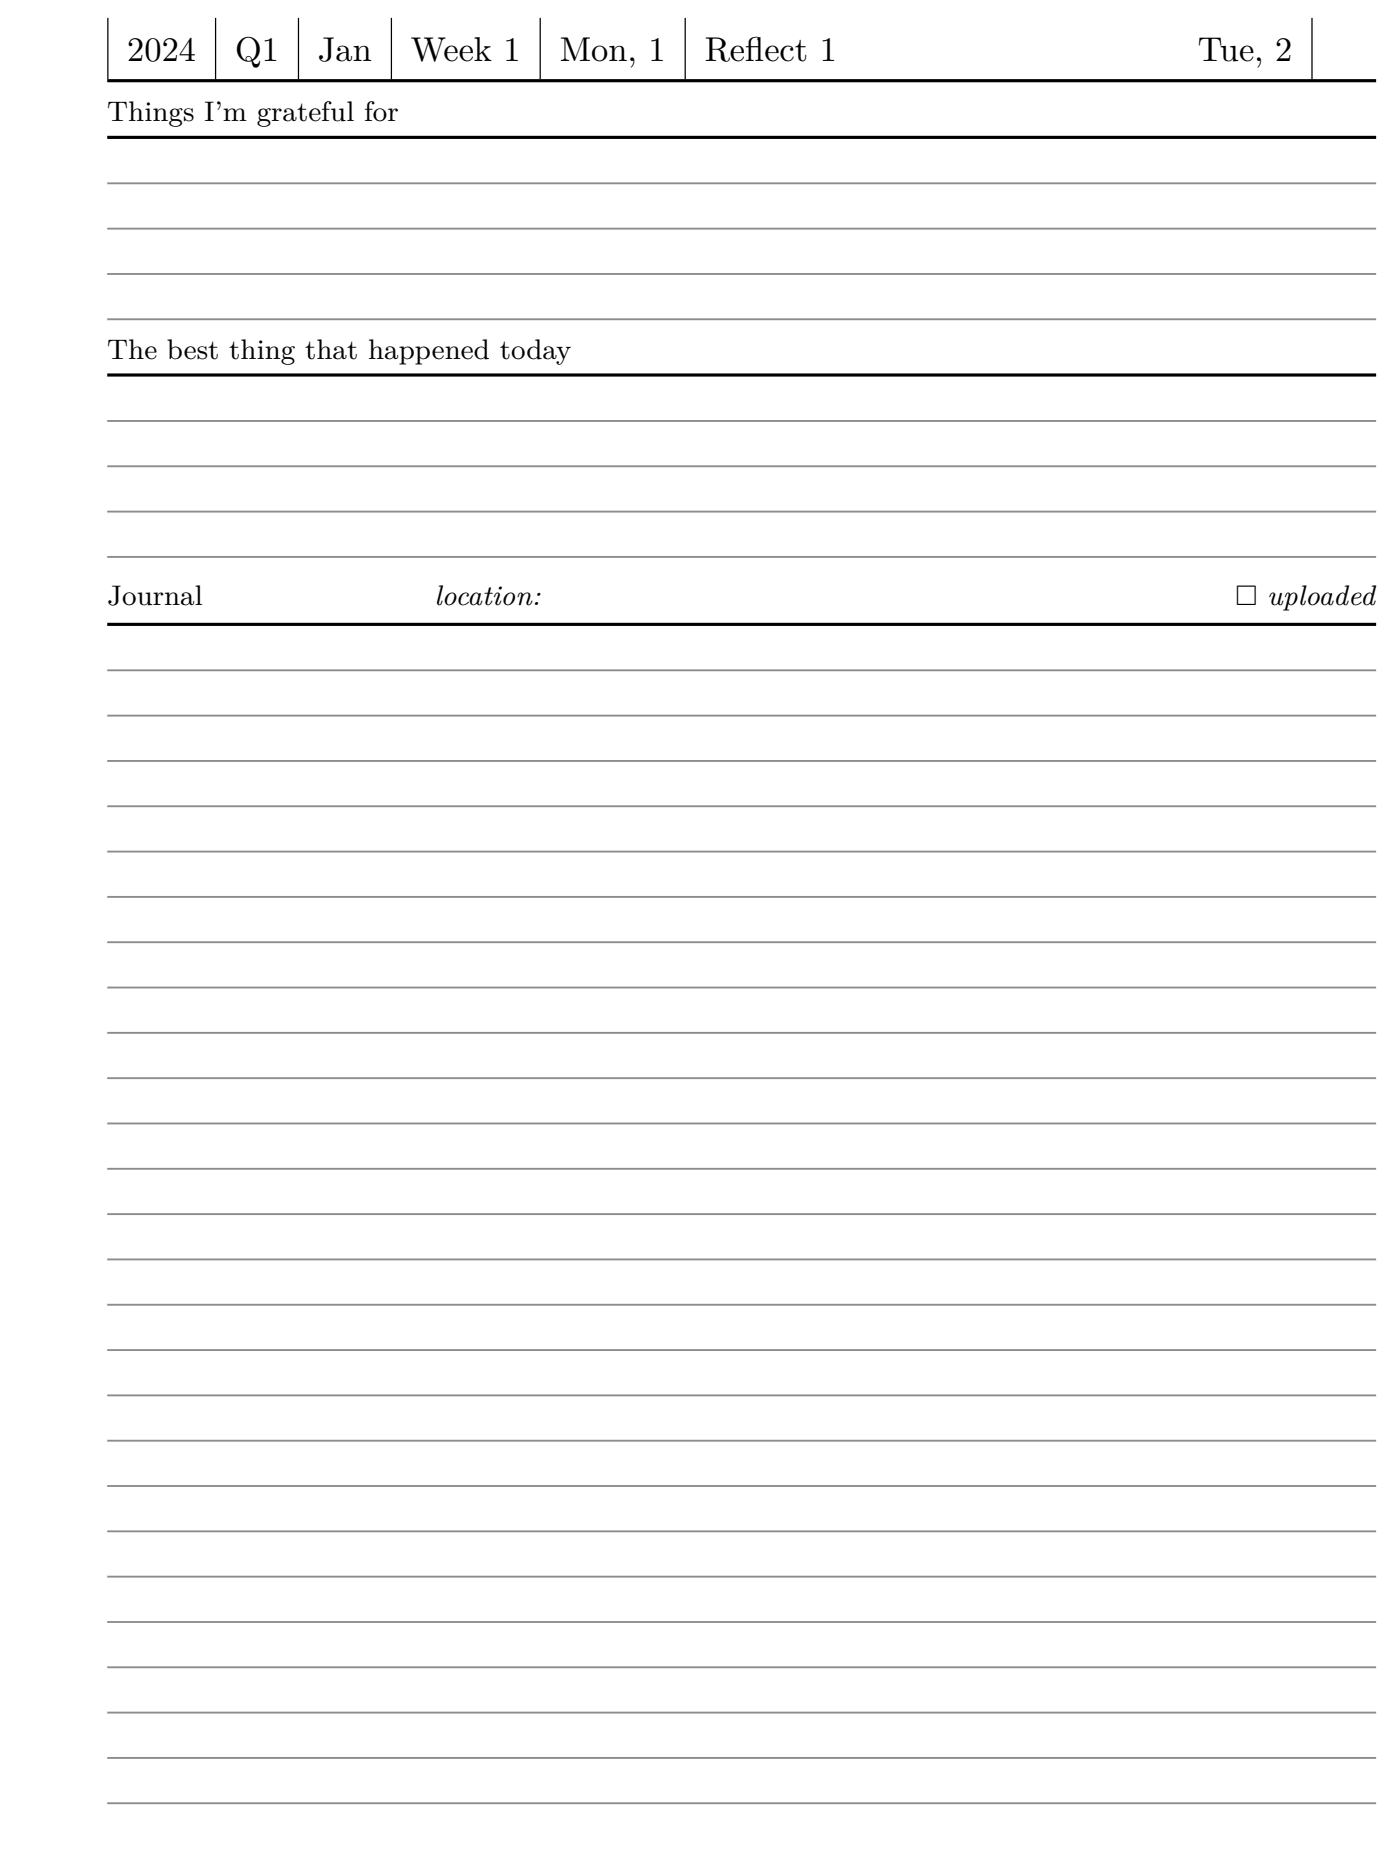 2024 Q1 Jan Week 1 Mon, 1 Reflect 1 Tue, 2
Things I'm grateful for
The best thing that happened today
Journal location: ☐ uploaded